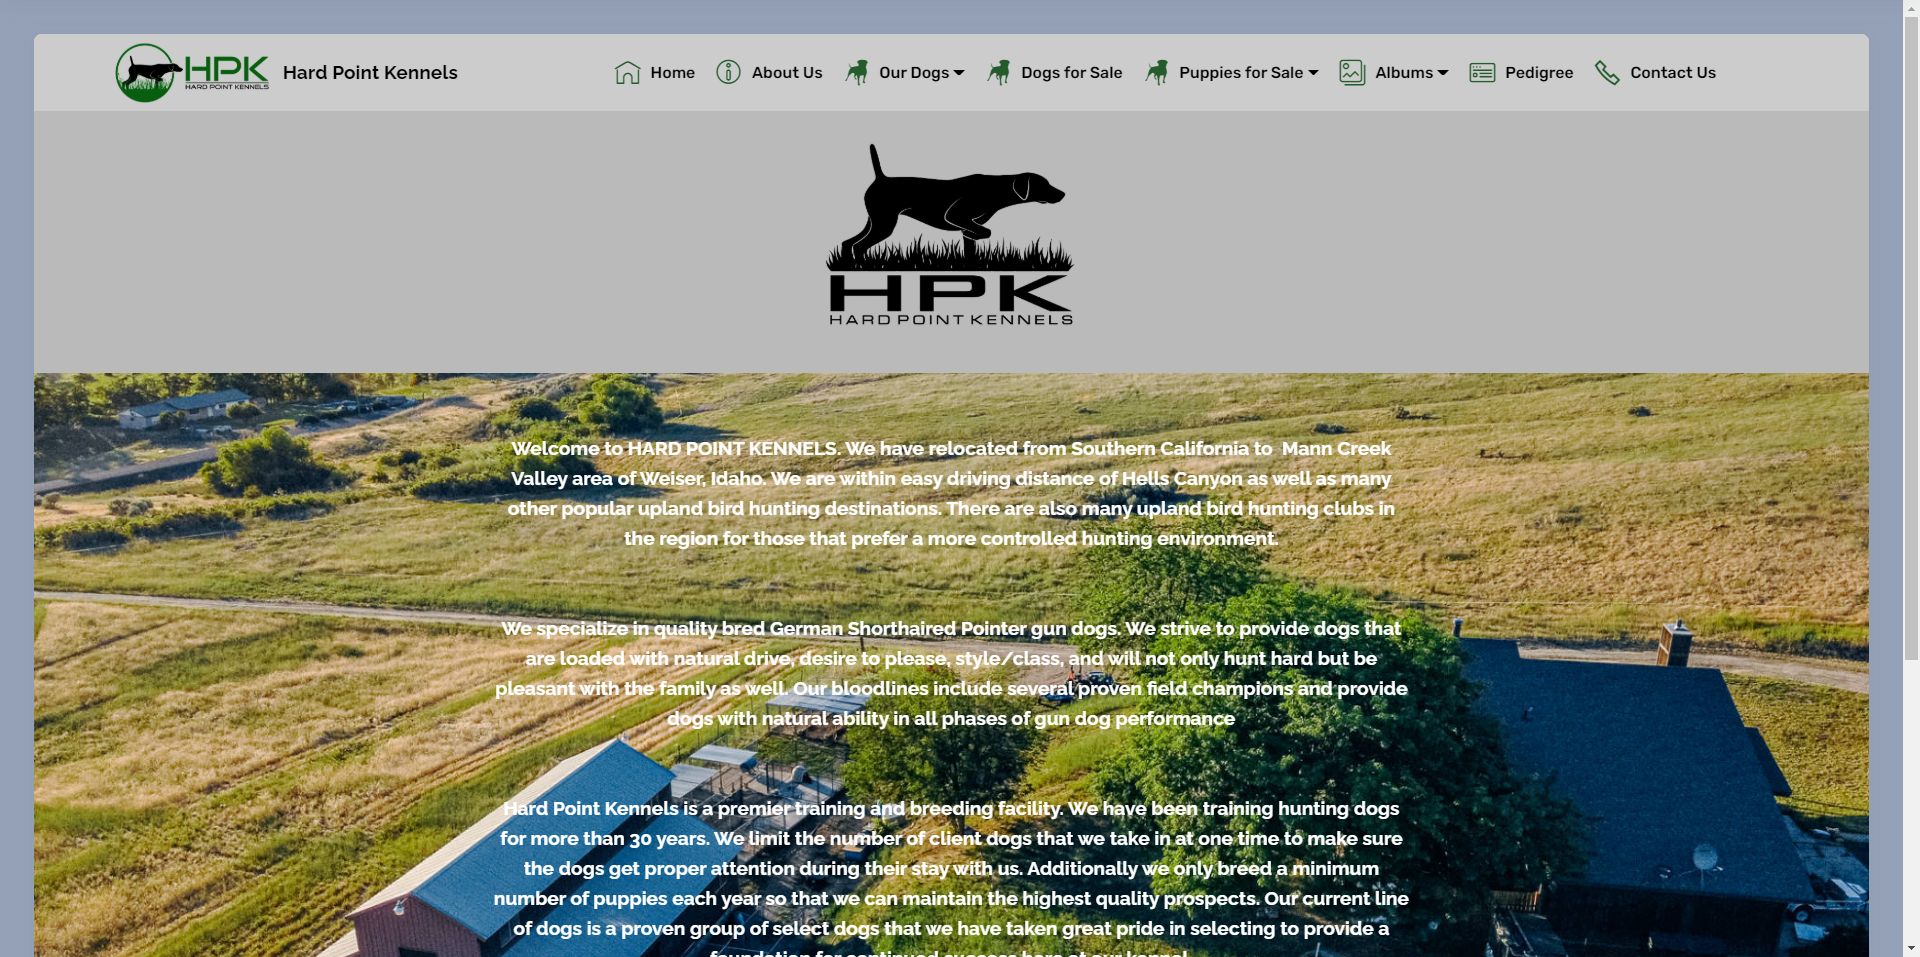 HPK
HARD POINT KENNELS
Hard Point Kennels
Home
About Us
Our Dogs
Dogs for Sale
Puppies for Sale
Albums
Pedigree
Contact Us
HPK
HARD POINT KENNELS
Welcome to HARD POINT KENNELS. We have relocated from Southern California to Mann Creek
Valley area of Weiser, Idaho. We are within easy driving distance of Hells Canyon as well as many
other popular upland bird hunting destinations. There are also many upland bird hunting clubs in
the region for those that prefer a more controlled hunting environment.
We specialize in quality bred German Shorthaired Pointer gun dogs. We strive to provide dogs that
are loaded with natural drive, desire to please, style/class, and will not only hunt hard but be
pleasant with the family as well. Our bloodlines include several proven field champions and provide
dogs with natural ability in all phases of gun dog performance
Hard Point Kennels is a premier training and breeding facility. We have been training hunting dogs
for more than 30 years. We limit the number of client dogs that we take in at one time to make sure
the dogs get proper attention during their stay with us. Additionally we only breed a minimum
number of puppies each year so that we can maintain the highest quality prospects. Our current line
of dogs is a proven group of select dogs that we have taken great pride in selecting to provide a
foundation for continued success here at our kennel